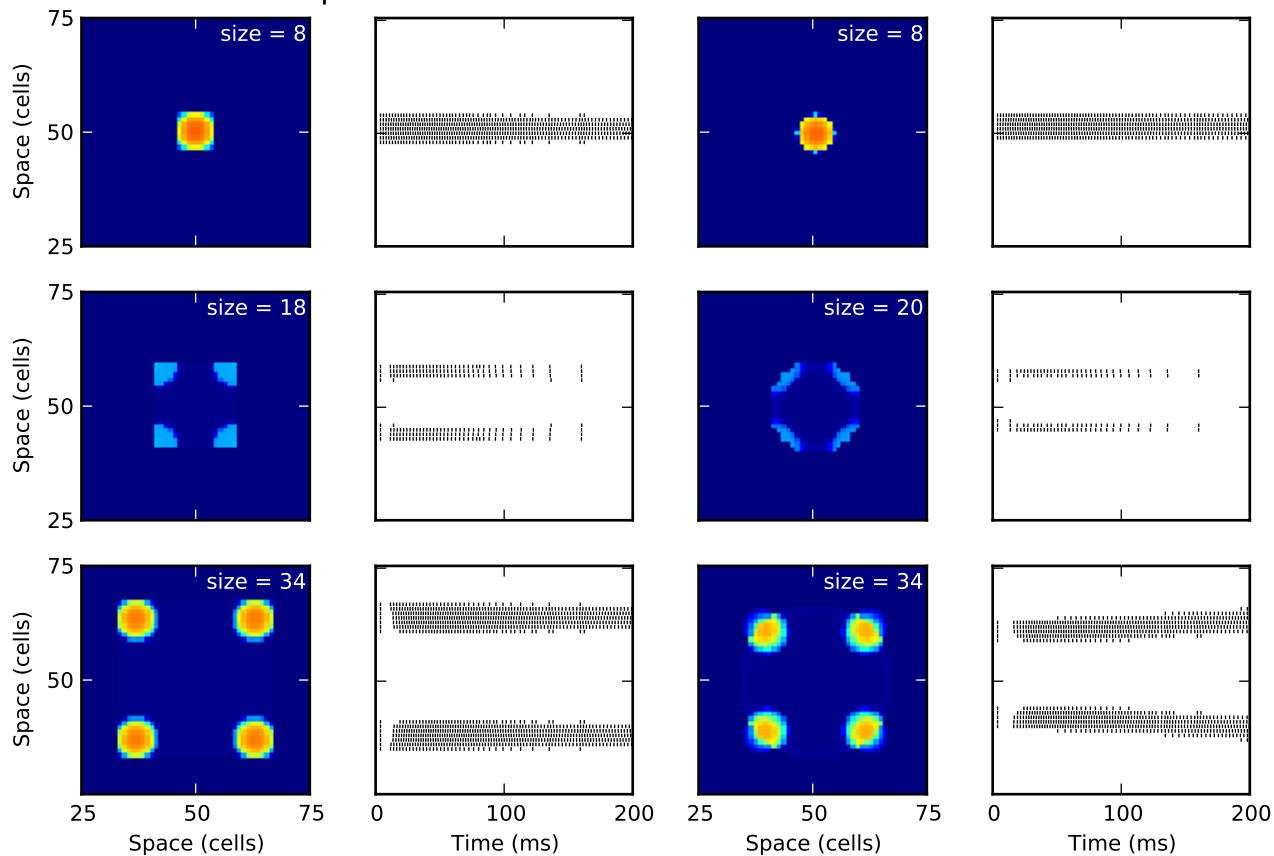 75
size = 8
size = 8
Space (cells)
50
25
75
size = 18
size = 20
Space (cells)
50
25
75
size = 34
size = 34
Space (cells)
50
25
50
75
0
100
200
25
50
75
0
100
200
Space (cells)
Time (ms)
Space (cells)
Time (ms)